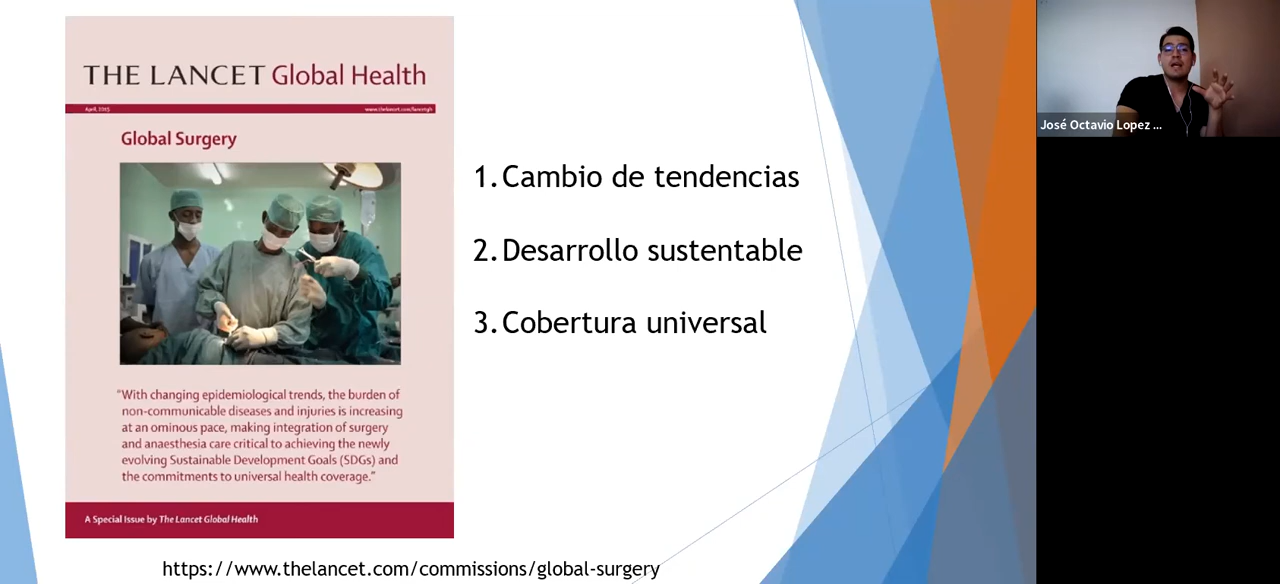 THE LANCET Global Health
April, 2015
www.thelancet.com/lancetgh
Global Surgery
“With changing epidemiological trends, the burden of
non-communicable diseases and injuries is increasing
at an ominous pace, making integration of surgery
and anaesthesia care critical to achieving the newly
evolving Sustainable Development Goals (SDGs) and
the commitments to universal health coverage.”
A Special Issue by The Lancet Global Health
1. Cambio de tendencias
2. Desarrollo sustentable
3. Cobertura universal
https://www.thelancet.com/commissions/global-surgery
José Octavio Lopez ...